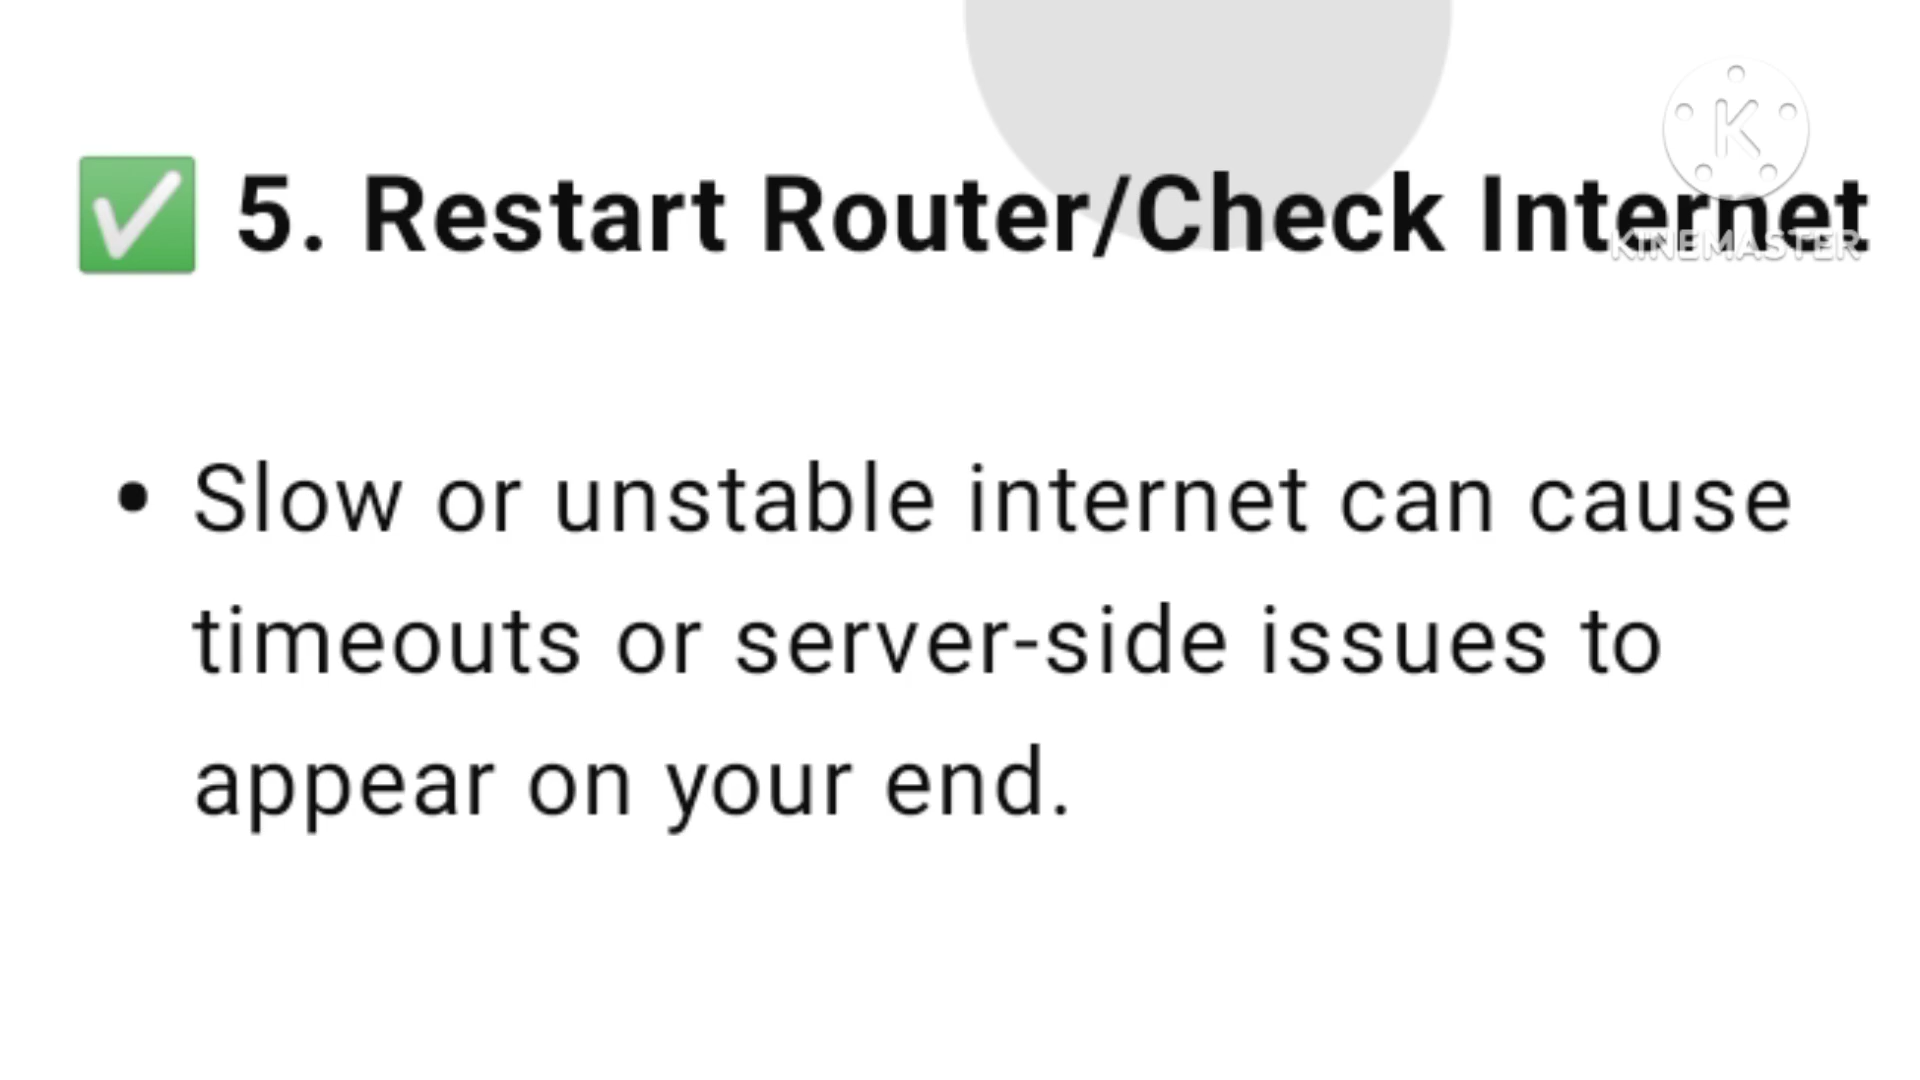 ✅ 5. Restart Router/Check Internet
K
KINEMASTER
• Slow or unstable internet can cause
timeouts or server-side issues to
appear on your end.